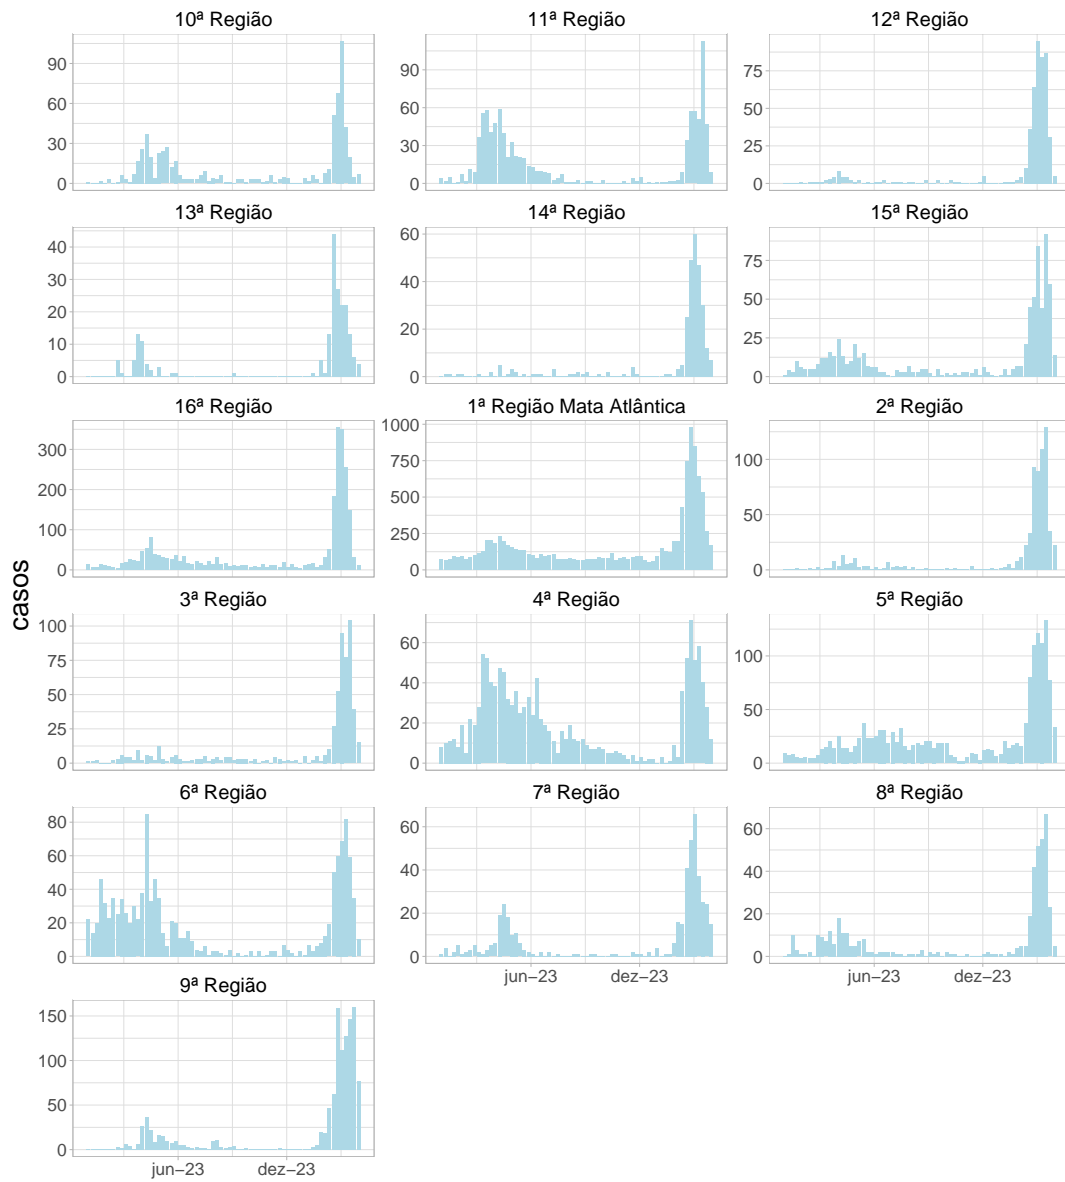 10ª Região
11ª Região
12ª Região
90
60
30
0
90
60
30
0
75
50
25
0
13ª Região
14ª Região
15ª Região
40
30
20
10
0
60
40
20
0
75
50
25
0
16ª Região
1ª Região Mata Atlântica
2ª Região
300
200
100
0
1000
750
500
250
0
100
50
0
casos
3ª Região
4ª Região
5ª Região
100
75
50
25
0
60
40
20
0
100
50
0
6ª Região
7ª Região
8ª Região
80
60
40
20
0
60
40
20
0
60
40
20
0
jun−23
dez−23
jun−23
dez−23
9ª Região
150
100
50
0
jun−23
dez−23